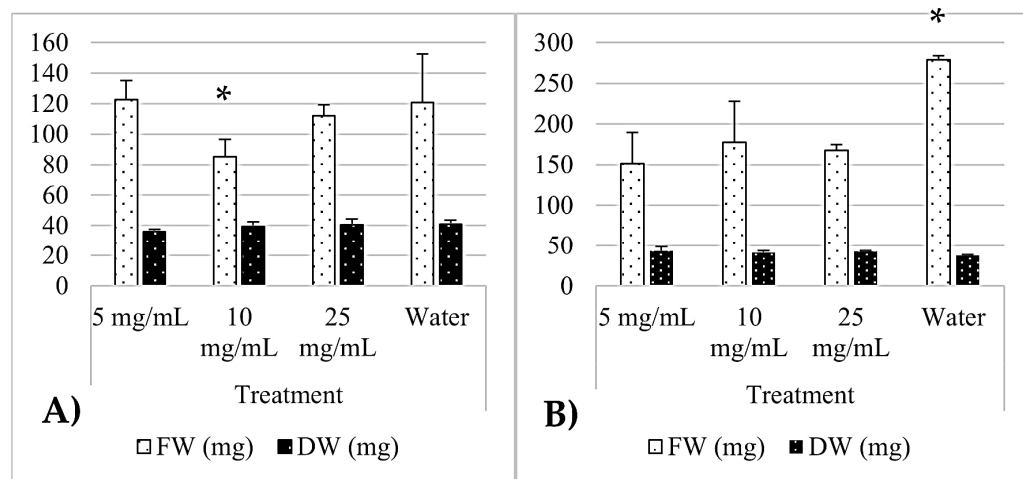 *
160
140
120
100
80
60
40
20
0
*
5 mg/mL
10 mg/mL
25 mg/mL
Water
Treatment
A)
FW (mg)
DW (mg)
300
250
200
150
100
50
0
5 mg/mL
10 mg/mL
25 mg/mL
Water
Treatment
B)
FW (mg)
DW (mg)